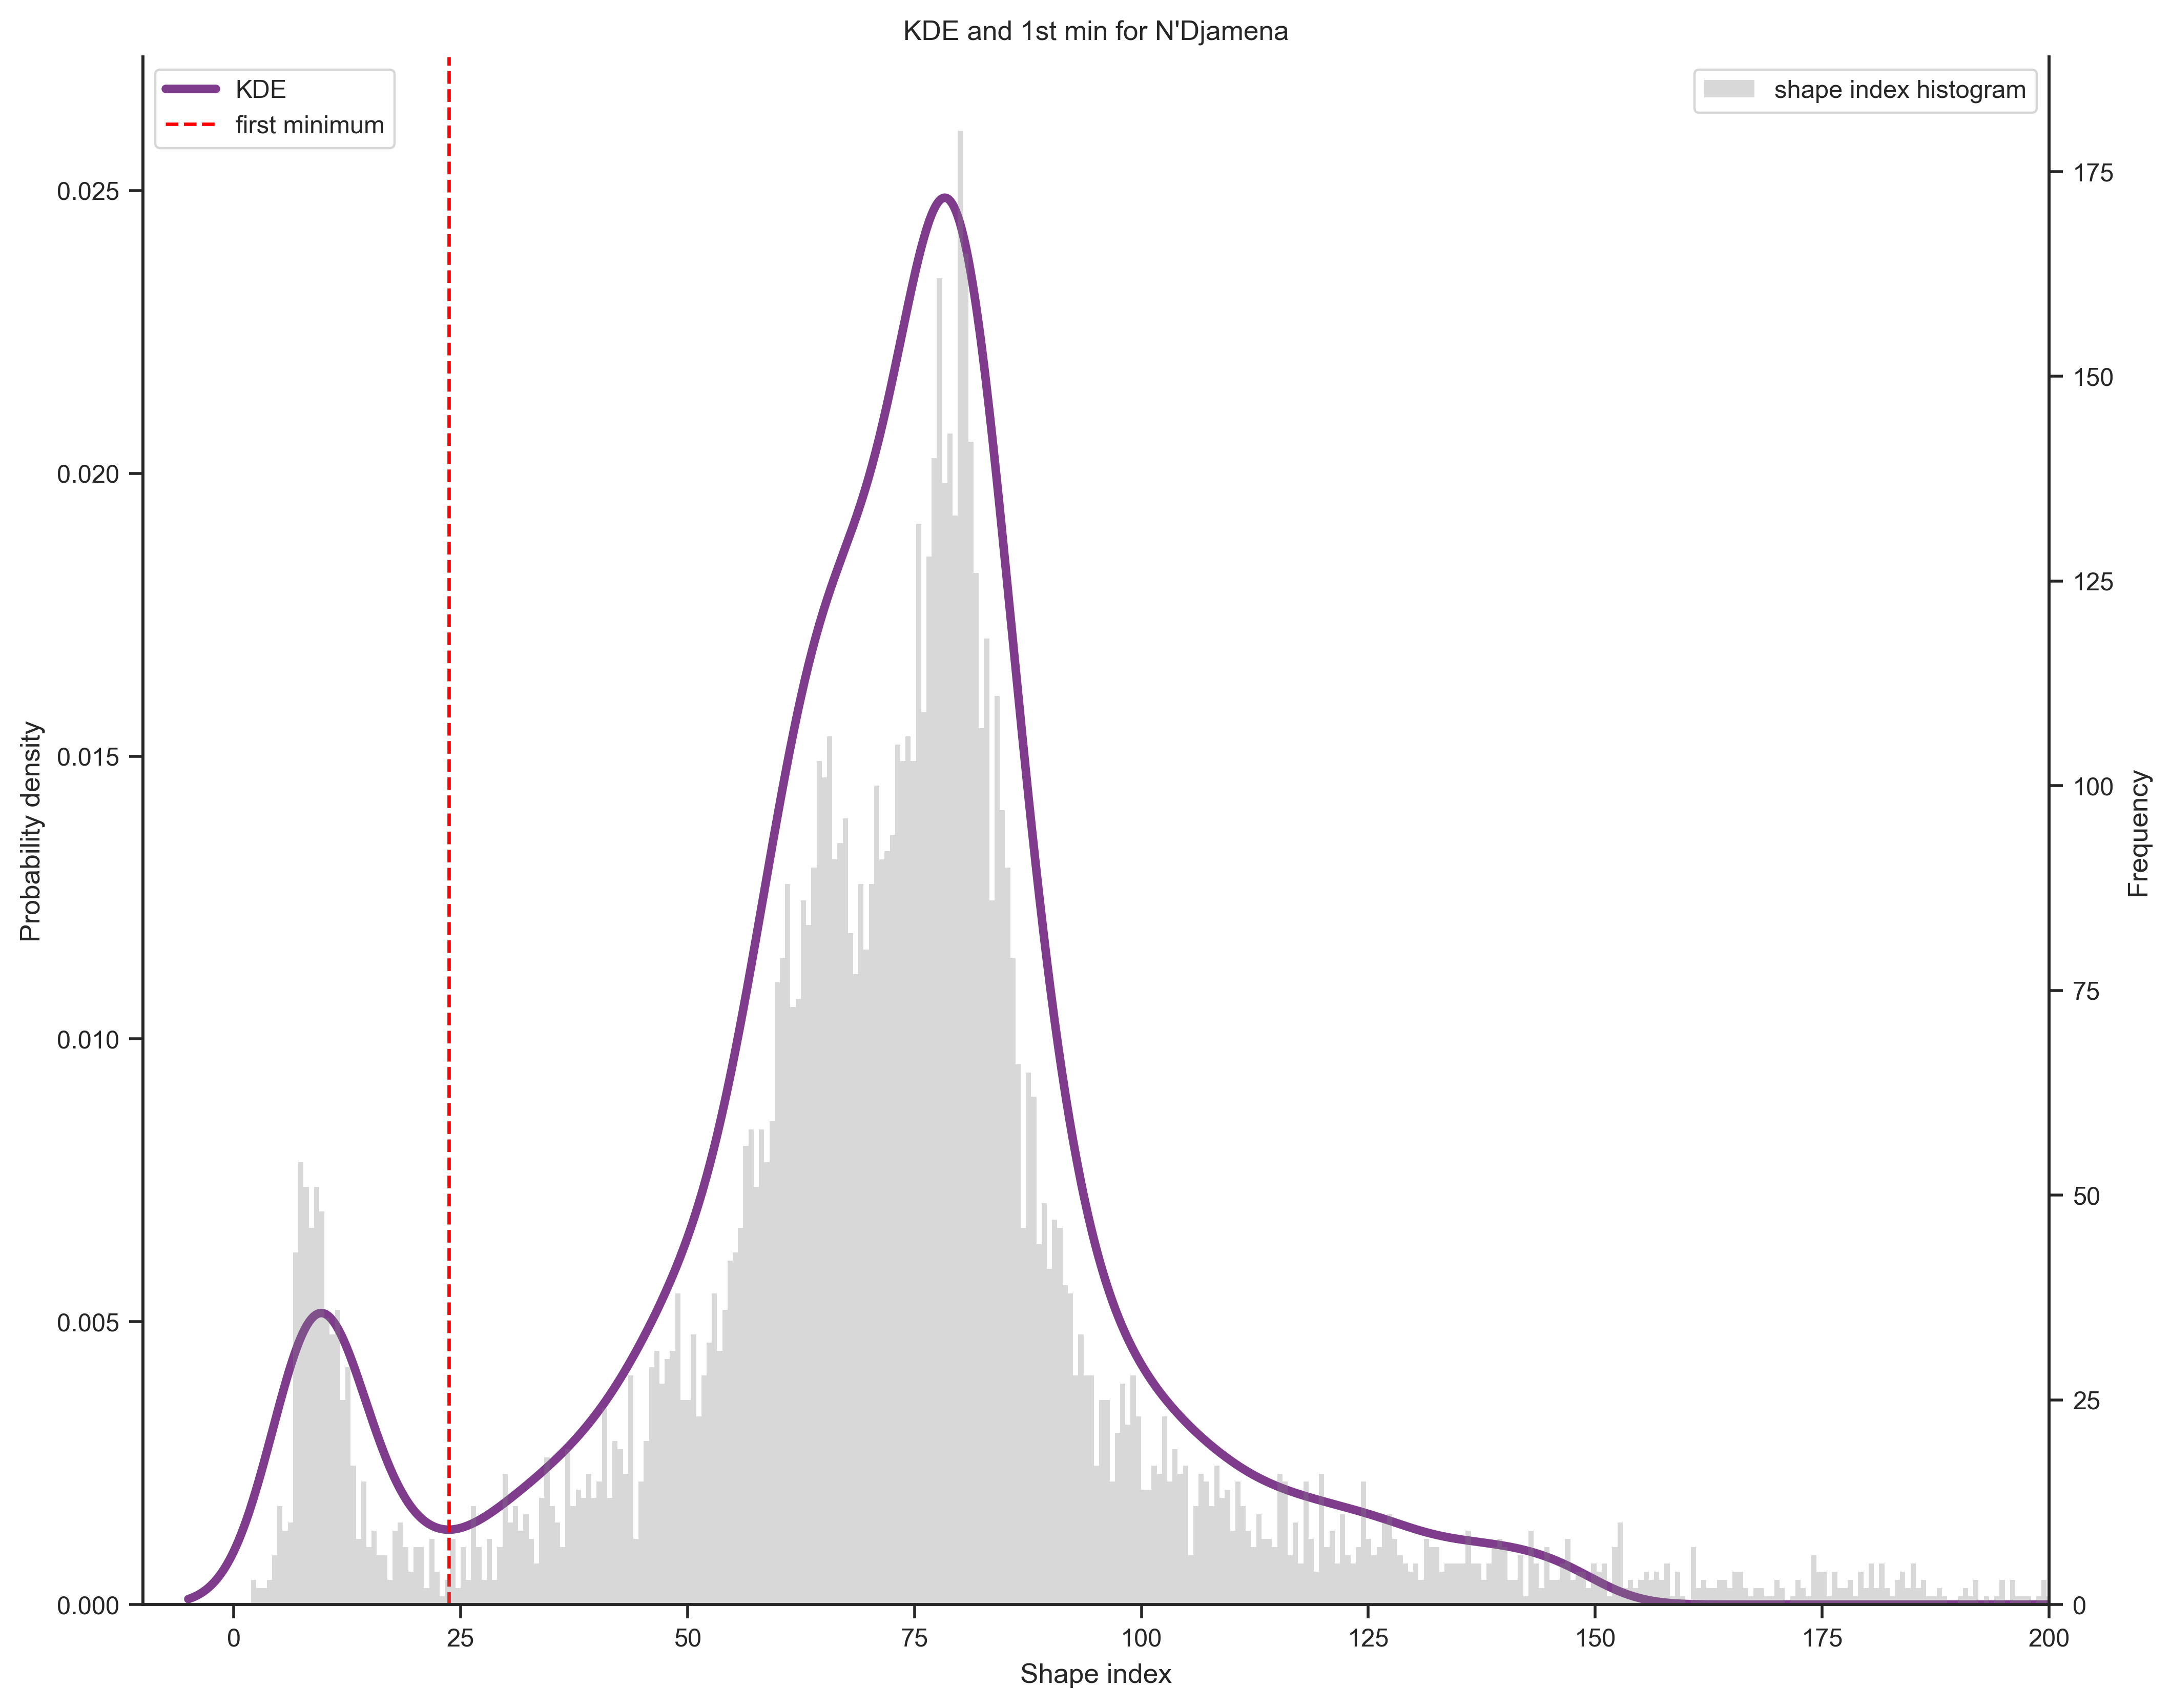 KDE and 1st min for N'Djamena
KDE
first minimum
shape index histogram
0.025
0.020
0.015
0.010
0.005
0.000
Probability density
175
150
125
100
75
50
25
0
Frequency
0 25 50 75 100 125 150 175 200
Shape index